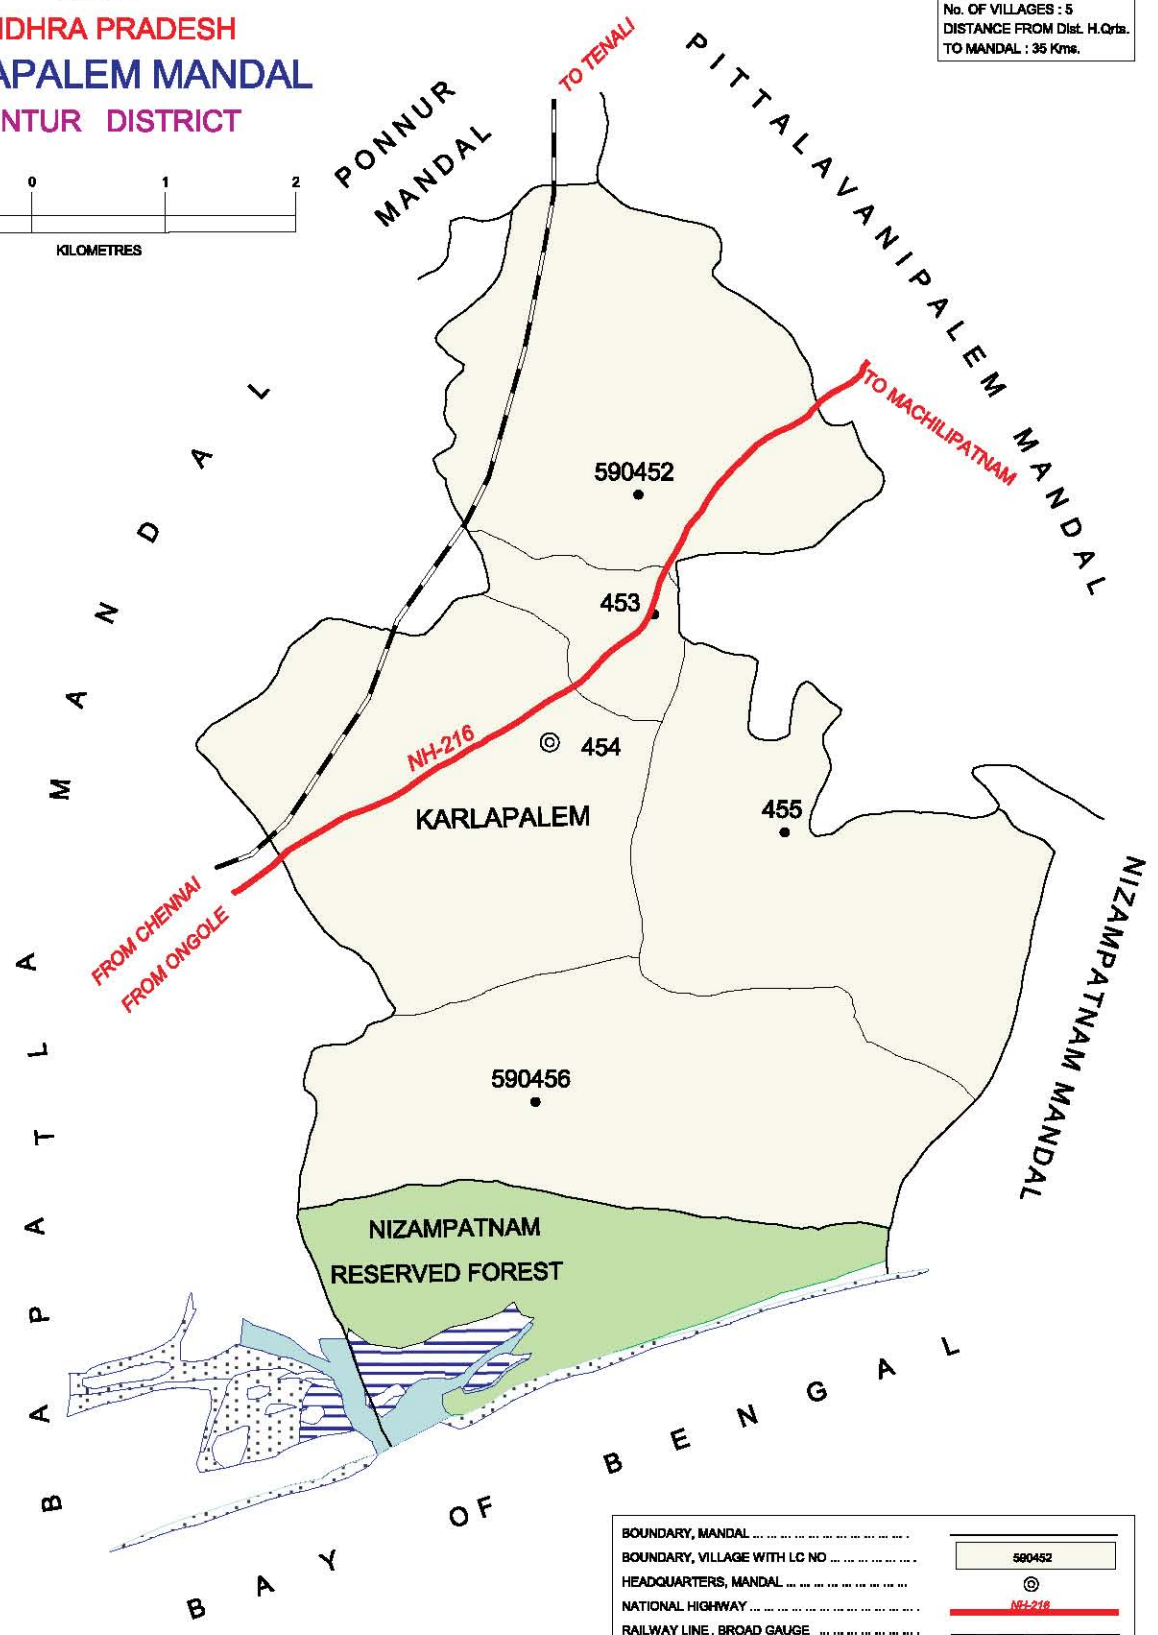 No. OF VILLAGES : 5
DISTANCE FROM Dist. H.Qrts.
TO MANDAL : 35 Kms.
NDHRA PRADESH
APALEM MANDAL
NTUR DISTRICT
0 1 2
KILOMETRES
TO TENALI
PONNUR
MANDAL
PITTALAVANIPALEM MANDAL
TO MACHILIPATNAM
590452
453
NH-216
454
KARLAPALEM
455
FROM CHENNAI
FROM ONGOLE
BAPATLA MANDAL
NIZAMPATNAM MANDAL
590456
NIZAMPATNAM
RESERVED FOREST
BAY OF BENGAL
BOUNDARY, MANDAL ... ... ... ... ... ... ... ... ... ... ... .
BOUNDARY, VILLAGE WITH LC NO ... ... ... ... ... ... .
590452
HEADQUARTERS, MANDAL ... ... ... ... ... ... ... ... ...
NATIONAL HIGHWAY ... ... ... ... ... ... ... ... ... ... ... ... .
NH-216
RAILWAY LINE, BROAD GAUGE ... ... ... ... ... ... ... .